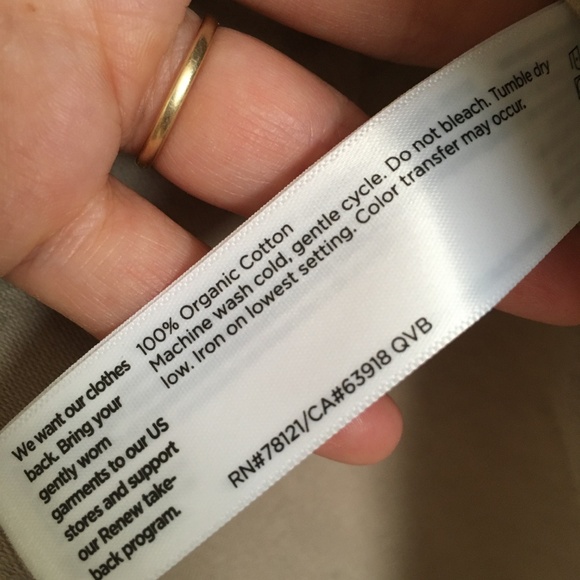 We want our clothes
back. Bring your
gently worn
garments to our US
stores and support
our Renew take-
back program.
100% Organic Cotton
Machine wash cold, gentle cycle. Do not bleach. Tumble dry
low. Iron on lowest setting. Color transfer may occur.
RN#78121/CA#63918 QVB